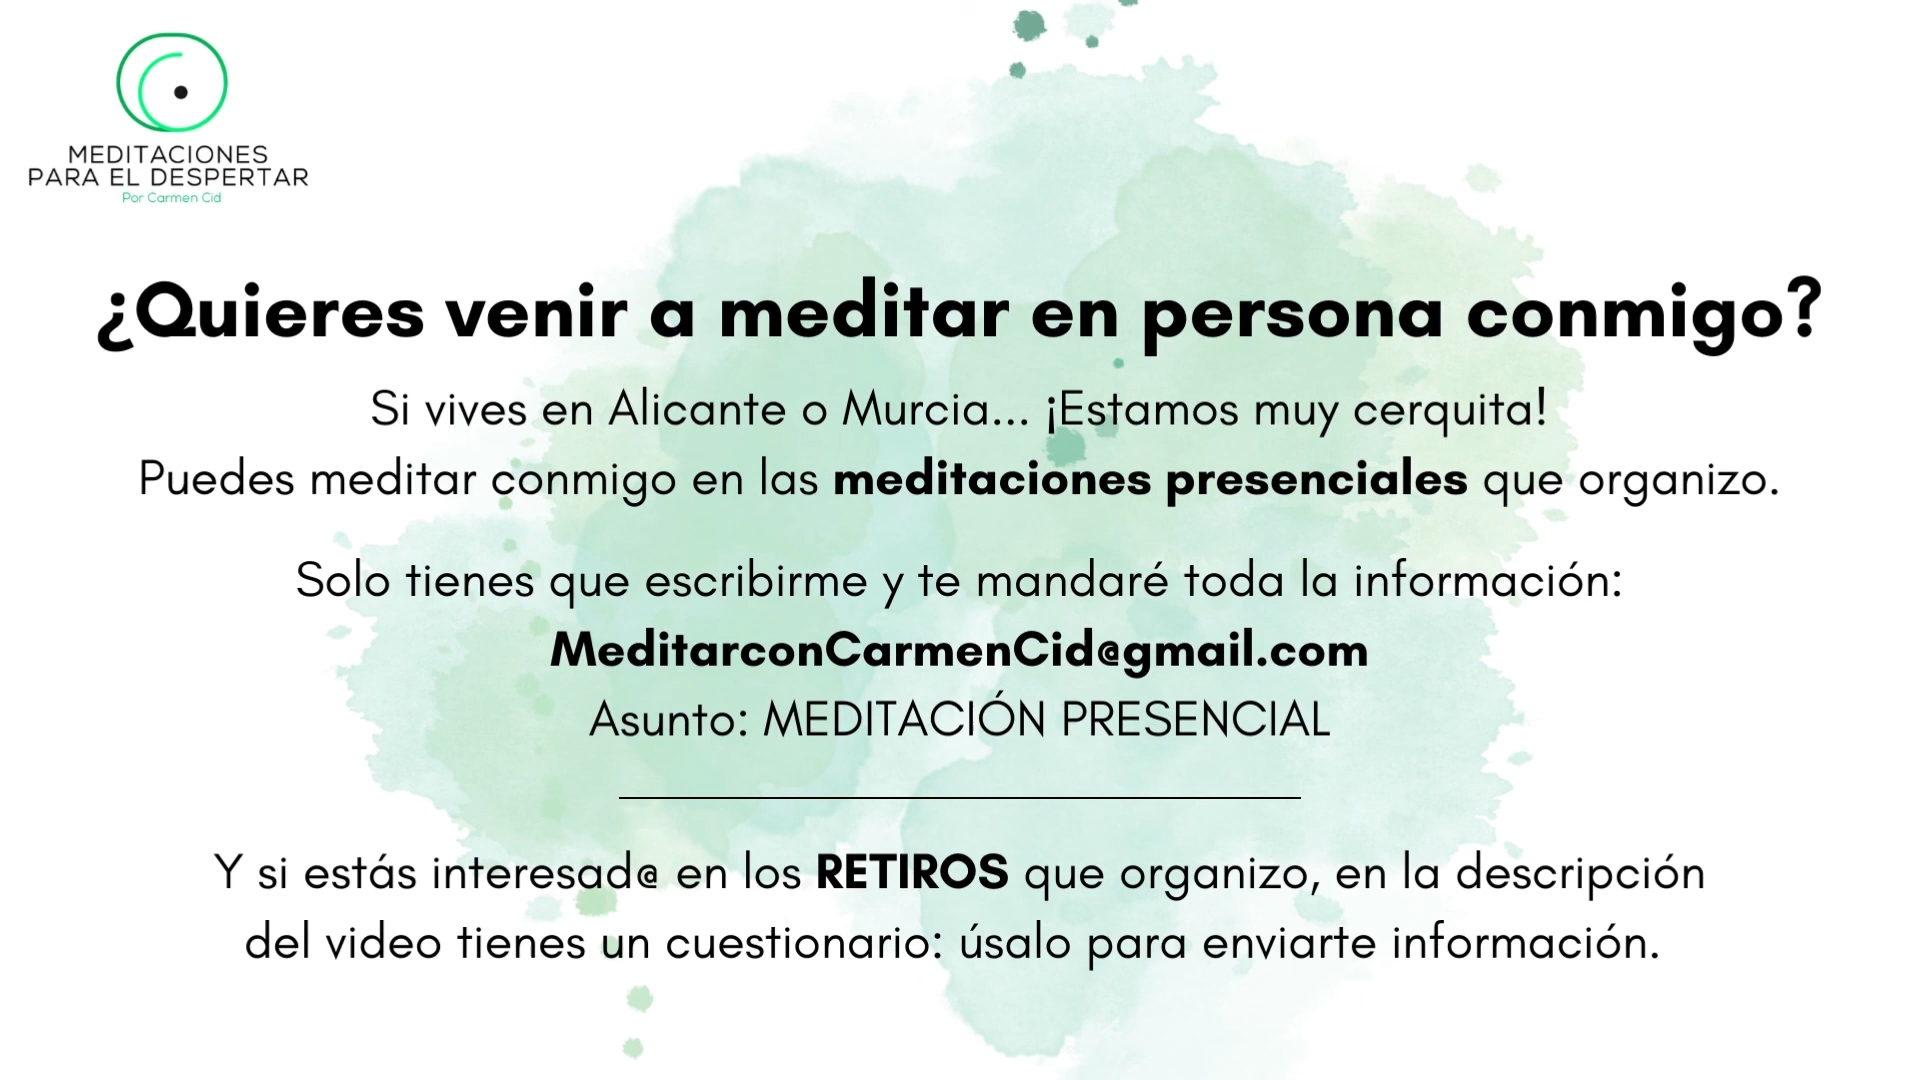 MEDITACIONES
PARA EL DESPERTAR
Por Carmen Cid
¿Quieres venir a meditar en persona conmigo?
Si vives en Alicante o Murcia... ¡Estamos muy cerquita!
Puedes meditar conmigo en las meditaciones presenciales que organizo.
Solo tienes que escribirme y te mandaré toda la información:
MeditarconCarmenCid@gmail.com
Asunto: MEDITACIÓN PRESENCIAL
Y si estás interesad@ en los RETIROS que organizo, en la descripción
del video tienes un cuestionario: úsalo para enviarte información.